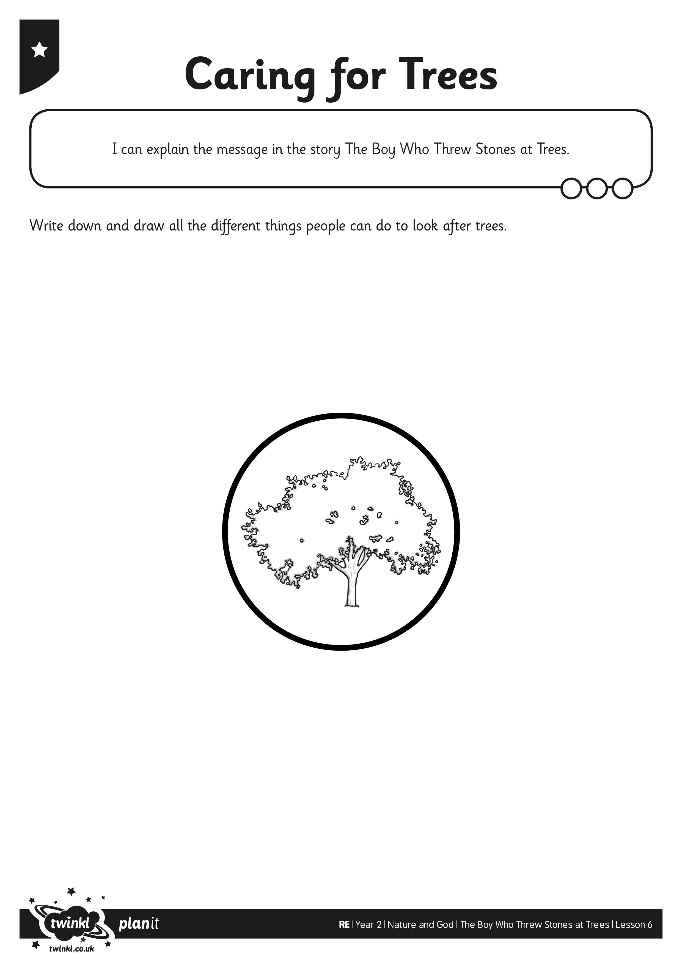 Caring for Trees
I can explain the message in the story The Boy Who Threw Stones at Trees.
Write down and draw all the different things people can do to look after trees.
twinkl planit
twinkl.co.uk
RE | Year 2 | Nature and God | The Boy Who Threw Stones at Trees | Lesson 6